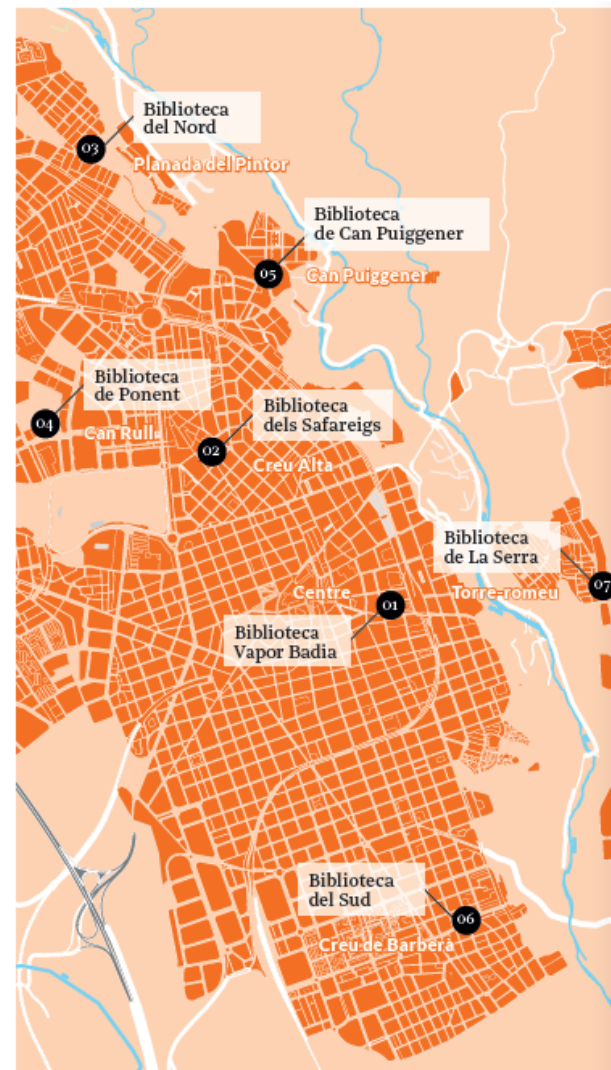 Biblioteca
del Nord
03
Planada del Pintor
Biblioteca
de Can Puiggener
05
Can Puiggener
Biblioteca
de Ponent
04
Can Rull
Biblioteca
dels Safareigs
02
Creu Alta
Biblioteca
de La Serra
07
Torre-romeu
Centre
01
Biblioteca
Vapor Badia
Biblioteca
del Sud
06
Creu de Barberà